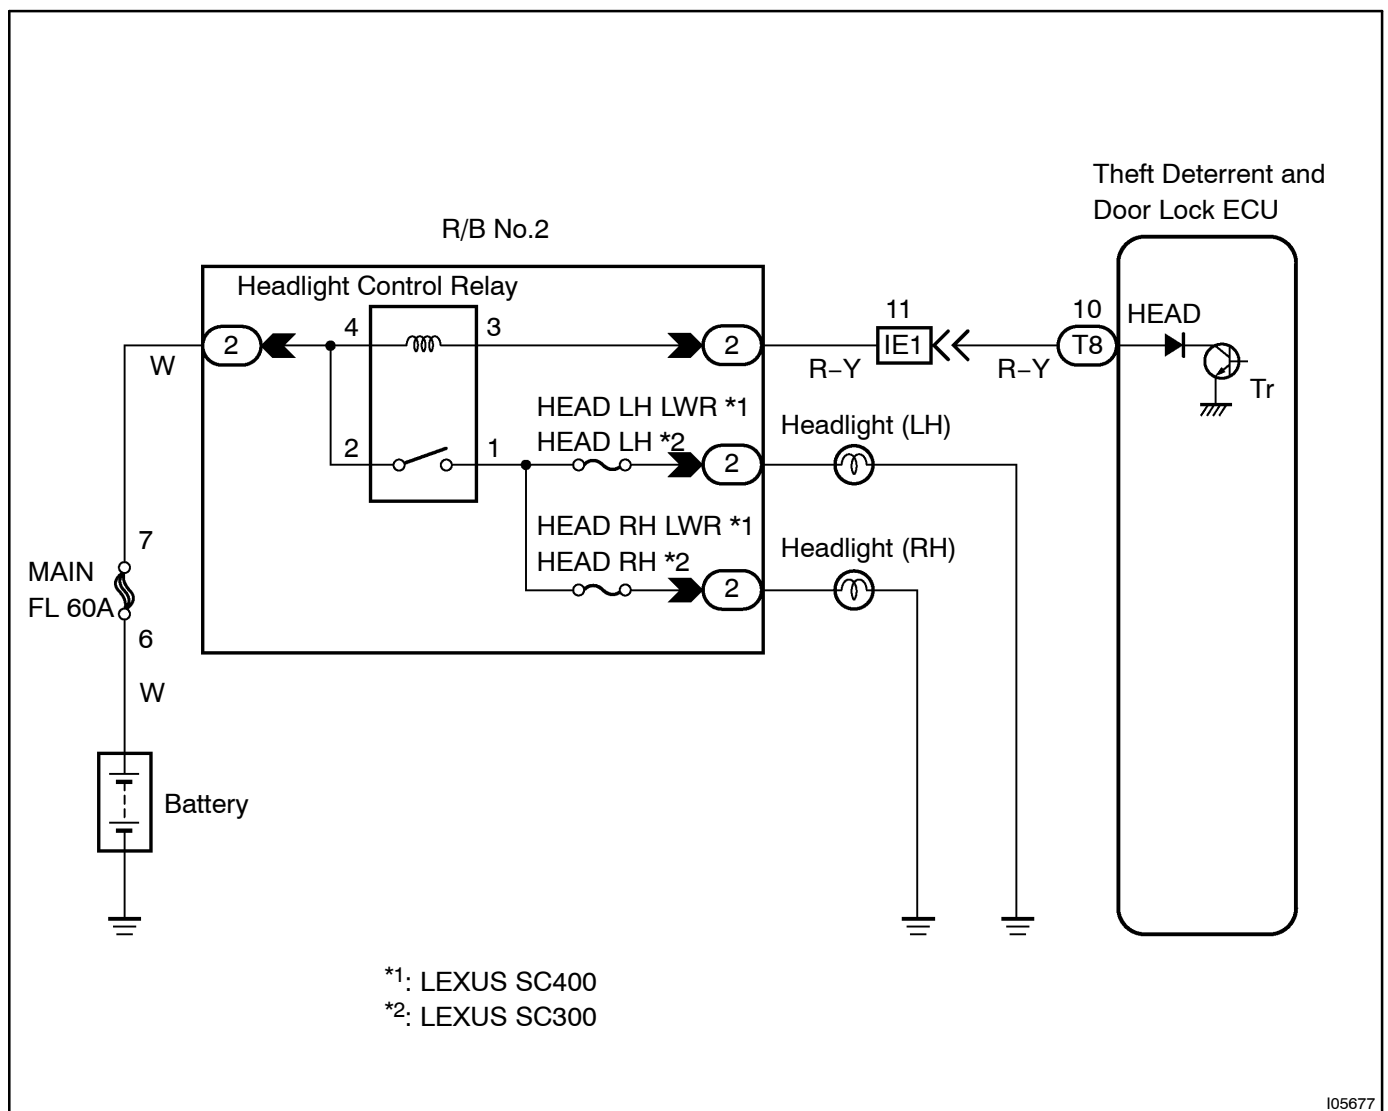 Theft Deterrent and
Door Lock ECU
R/B No.2
Headlight Control Relay
11
10
HEAD
4
3
2
2
IE1
T8
W
R–Y
R–Y
Tr
HEAD LH LWR *1
HEAD LH *2
Headlight (LH)
2
1
2
HEAD RH LWR *1
HEAD RH *2
Headlight (RH)
2
7
MAIN
FL 60A
6
W
Battery
*1: LEXUS SC400
*2: LEXUS SC300
I05677